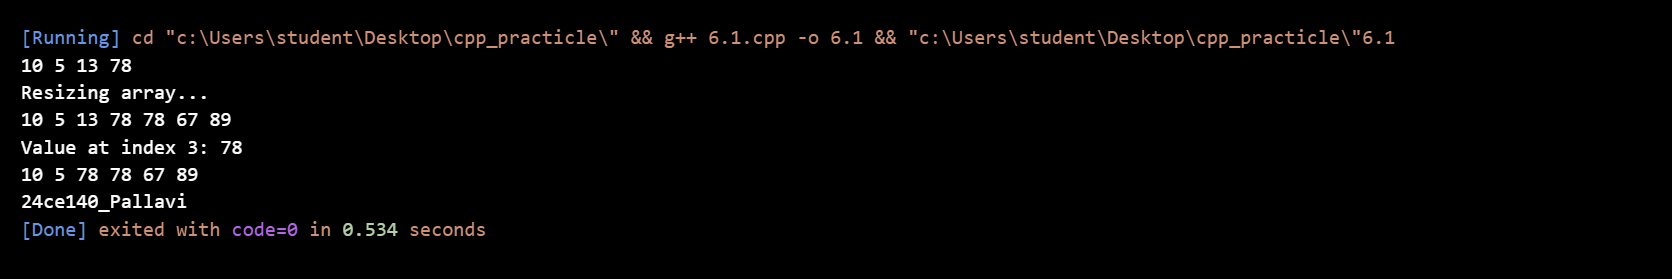 [Running] cd "c:\Users\student\Desktop\cpp_practicle\" && g++ 6.1.cpp -o 6.1 && "c:\Users\student\Desktop\cpp_practicle\"6.1
10 5 13 78
Resizing array...
10 5 13 78 78 67 89
Value at index 3: 78
10 5 78 78 67 89
24ce140_Pallavi
[Done] exited with code=0 in 0.534 seconds